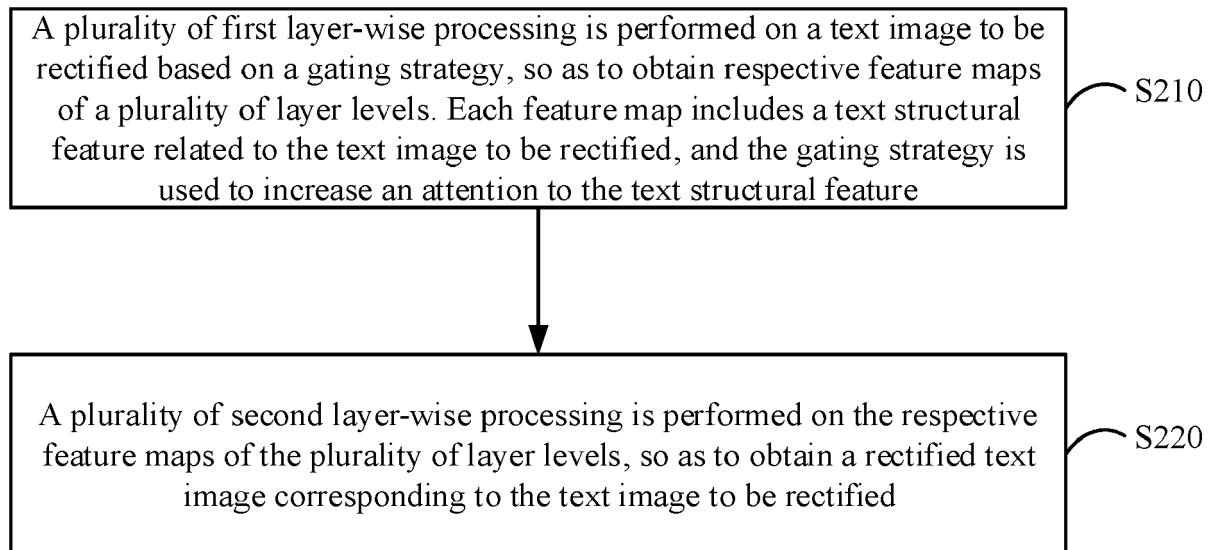 A plurality of first layer-wise processing is performed on a text image to be
rectified based on a gating strategy, so as to obtain respective feature maps
of a plurality of layer levels. Each feature map includes a text structural
feature related to the text image to be rectified, and the gating strategy is
used to increase an attention to the text structural feature
S210
A plurality of second layer-wise processing is performed on the respective
feature maps of the plurality of layer levels, so as to obtain a rectified text
image corresponding to the text image to be rectified
S220